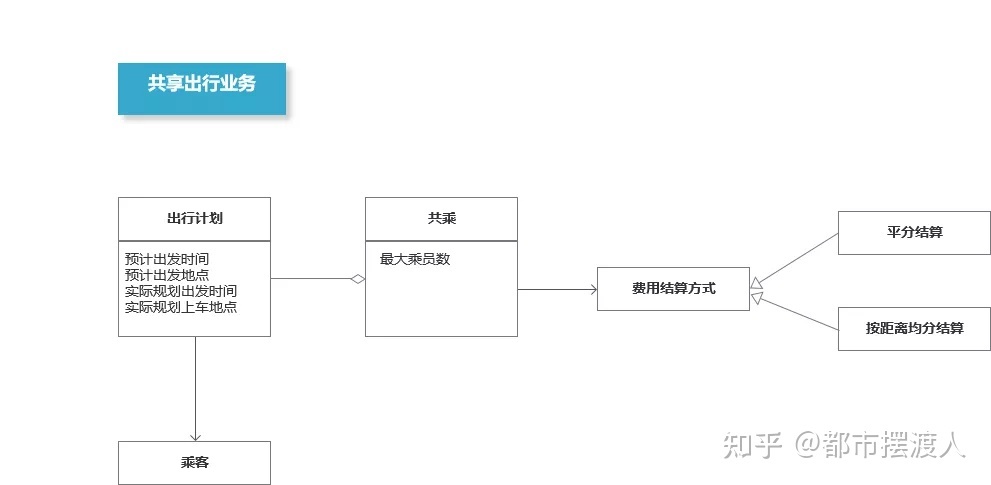 共享出行业务
出行计划
预计出发时间
预计出发地点
实际规划出发时间
实际规划上车地点
共乘
最大乘员数
费用结算方式
平分结算
按距离均分结算
乘客
知乎 @都市摆渡人